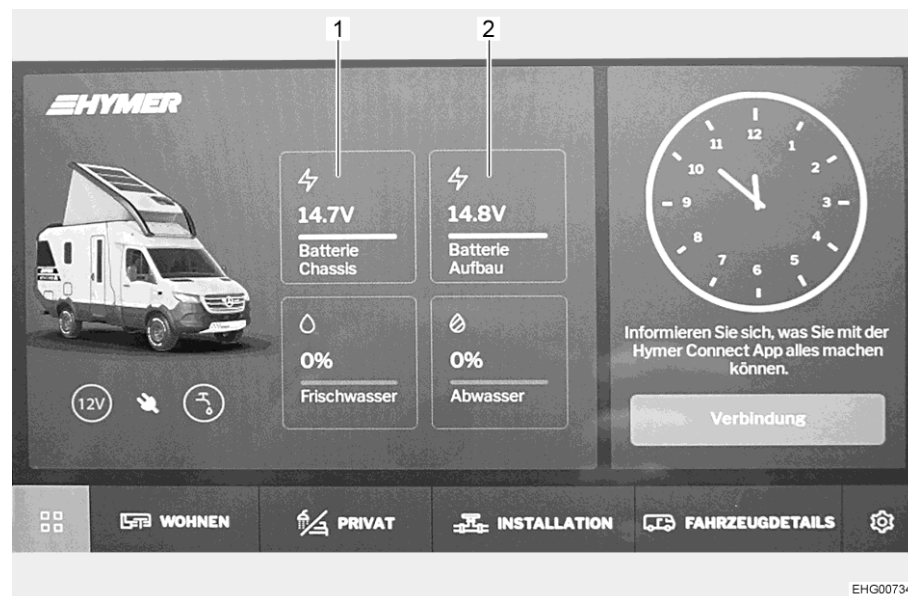 1
2
HYMER
14.7V
Batterie
Chassis
14.8V
Batterie
Aufbau
0%
Frischwasser
0%
Abwasser
12V
12
1
2
3
4
5
6
7
8
9
10
11
Informieren Sie sich, was Sie mit der
Hymer Connect App alles machen
können.
Verbindung
WOHNEN
PRIVAT
INSTALLATION
FAHRZEUGDETAILS
EHG00734